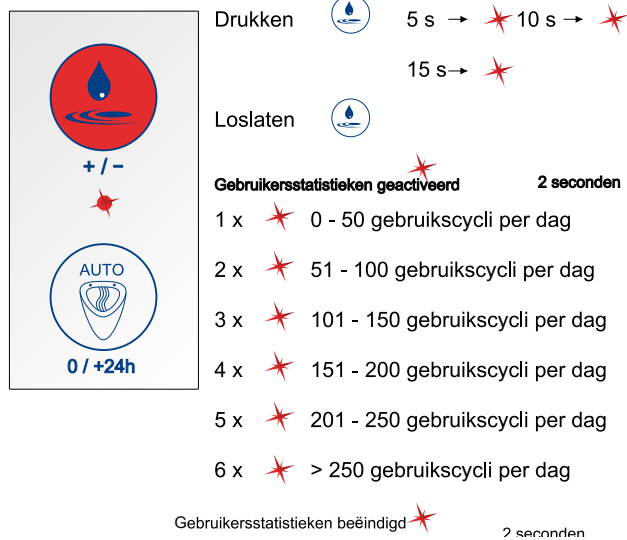 Drukken 5 s → 10 s →
15 s→
Loslaten
+ / −
Gebruikersstatistieken geactiveerd 2 seconden
1 x 0 - 50 gebruikscycli per dag
2 x 51 - 100 gebruikscycli per dag
AUTO
3 x 101 - 150 gebruikscycli per dag
0 / +24h
4 x 151 - 200 gebruikscycli per dag
5 x 201 - 250 gebruikscycli per dag
6 x > 250 gebruikscycli per dag
Gebruikersstatistieken beëindigd 2 seconden